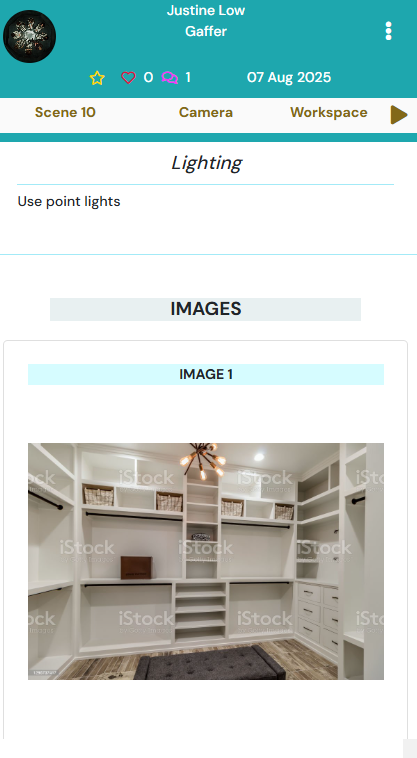 Justine Low
Gaffer
0 1 07 Aug 2025
Scene 10 Camera Workspace
Lighting
Use point lights
IMAGES
IMAGE 1
iStock iStock iStock iStock
iStock iStock iStock
iStock iStock iStock iStock